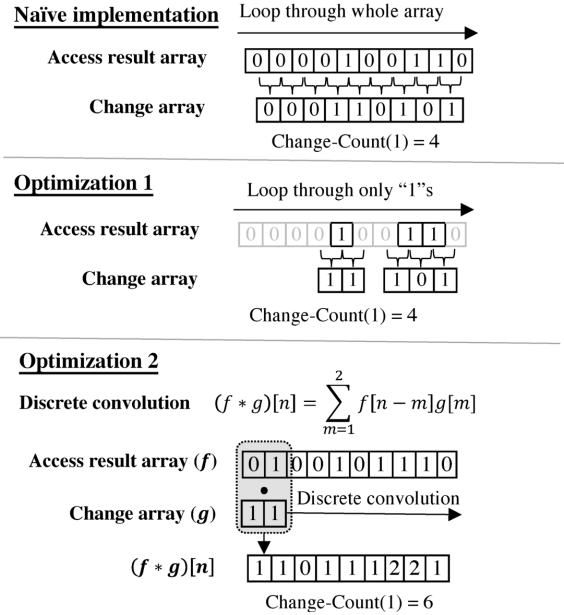 Naïve implementation
Loop through whole array
Access result array 0 0 0 0 1 0 0 1 1 0
Change array 0 0 0 1 1 0 1 0 1
Change-Count(1) = 4
Optimization 1
Loop through only “1”s
Access result array 0 0 0 0 1 0 0 1 1 0
Change array 1 1 1 0 1
Change-Count(1) = 4
Optimization 2
Discrete convolution (f ∗ g)[n] = ∑_{m=1}^{2} f[n − m]g[m]
Access result array (f) 0 1 0 0 1 0 1 1 1 0
Discrete convolution
Change array (g) 1 1
(f ∗ g)[n] 1 1 0 1 1 1 2 2 1
Change-Count(1) = 6